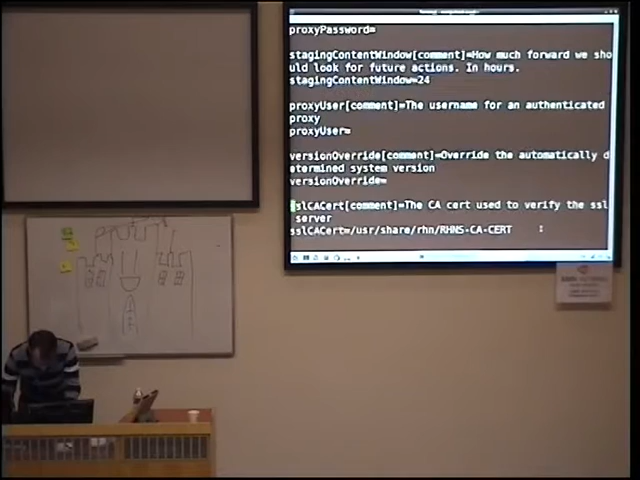 proxyPassword=
stagingContentWindow[comment]=How much forward we sho
uld look for future actions. In hours.
stagingContentWindow=24
proxyUser[comment]=The username for an authenticated
proxy
proxyUser=
versionOverride[comment]=Override the automatically d
etermined system version
versionOverride=
sslCACert[comment]=The CA cert used to verify the ssl
server
sslCACert=/usr/share/rhn/RHNS-CA-CERT